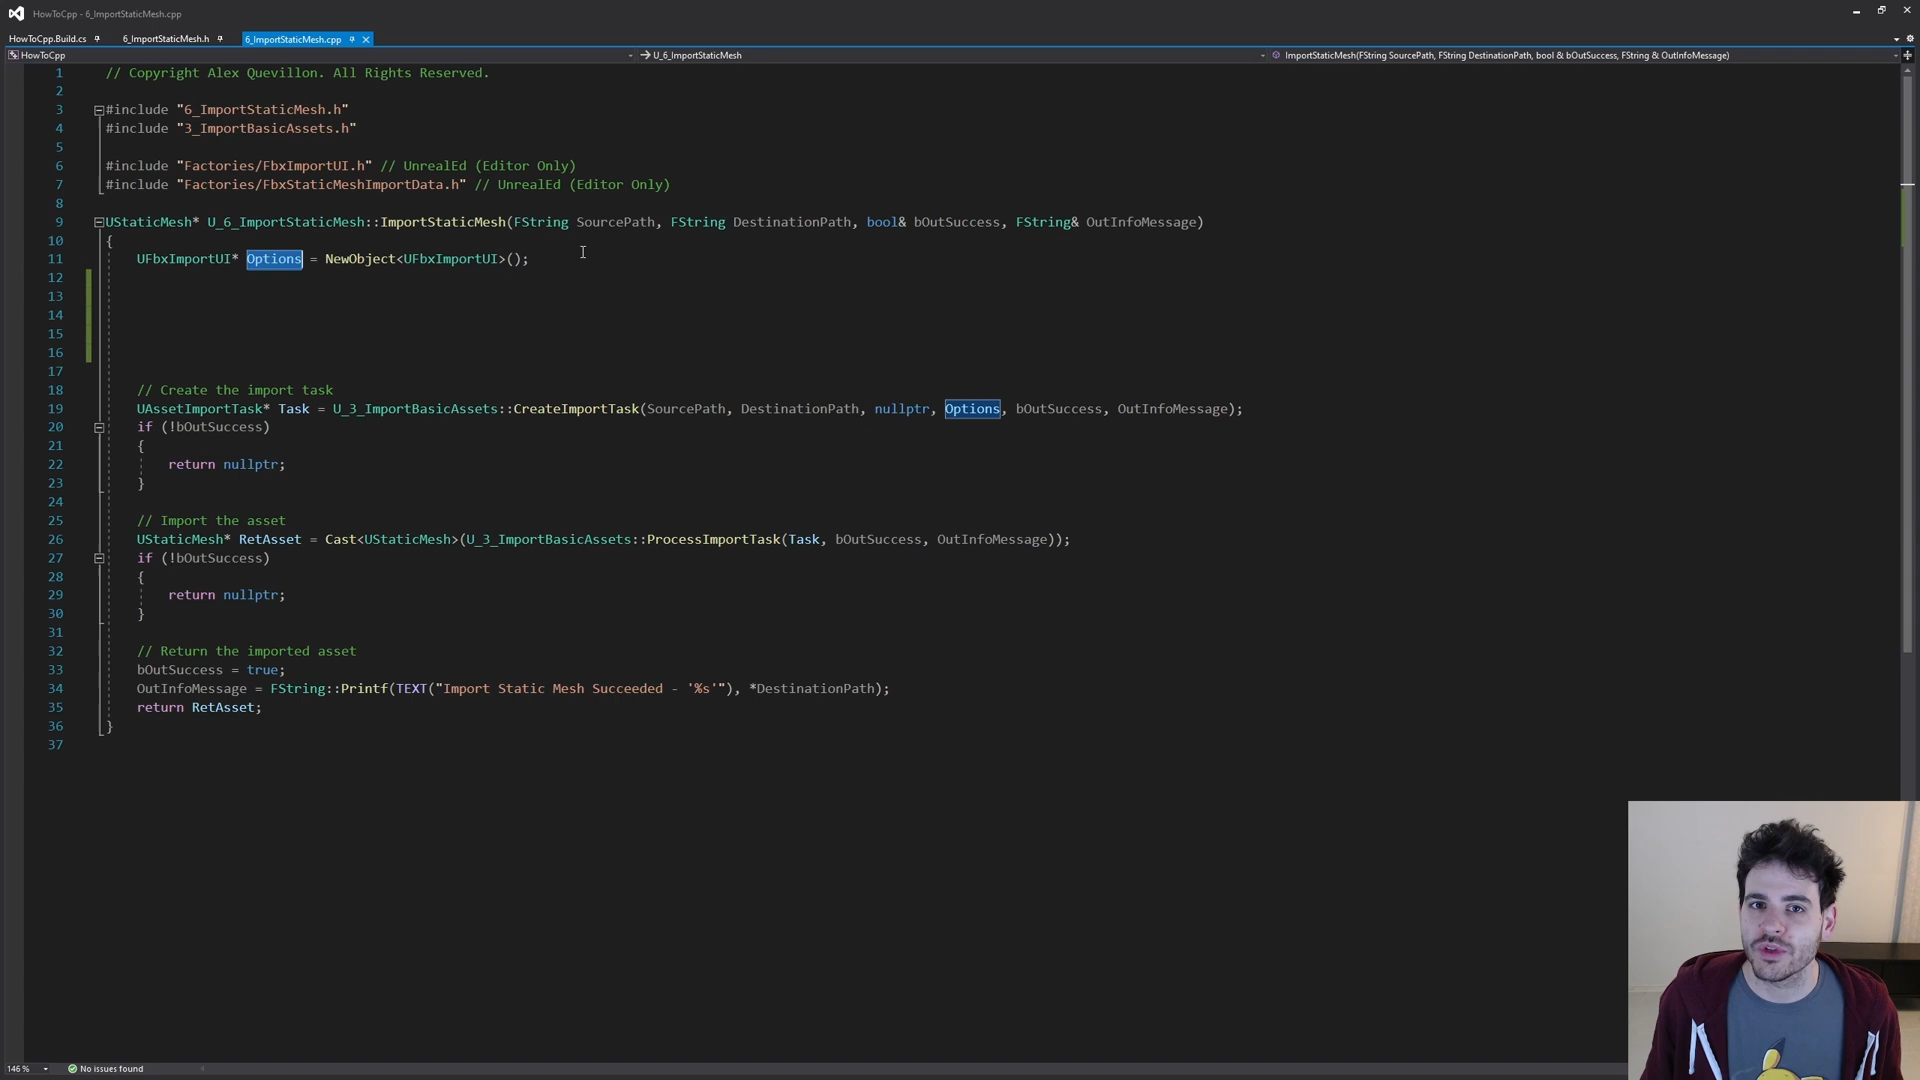 HowToCpp - 6_ImportStaticMesh.cpp
HowToCpp.Build.cs 6_ImportStaticMesh.h 6_ImportStaticMesh.cpp
HowToCpp U_6_ImportStaticMesh ImportStaticMesh(FString SourcePath, FString DestinationPath, bool & bOutSuccess, FString & OutInfoMessage)
1 // Copyright Alex Quevillon. All Rights Reserved.
2
3 #include "6_ImportStaticMesh.h"
4 #include "3_ImportBasicAssets.h"
5
6 #include "Factories/FbxImportUI.h" // UnrealEd (Editor Only)
7 #include "Factories/FbxStaticMeshImportData.h" // UnrealEd (Editor Only)
8
9 UStaticMesh* U_6_ImportStaticMesh::ImportStaticMesh(FString SourcePath, FString DestinationPath, bool& bOutSuccess, FString& OutInfoMessage)
10 {
11 UFbxImportUI* Options = NewObject<UFbxImportUI>();
12
13
14
15
16
17
18 // Create the import task
19 UAssetImportTask* Task = U_3_ImportBasicAssets::CreateImportTask(SourcePath, DestinationPath, nullptr, Options, bOutSuccess, OutInfoMessage);
20 if (!bOutSuccess)
21 {
22 return nullptr;
23 }
24
25 // Import the asset
26 UStaticMesh* RetAsset = Cast<UStaticMesh>(U_3_ImportBasicAssets::ProcessImportTask(Task, bOutSuccess, OutInfoMessage));
27 if (!bOutSuccess)
28 {
29 return nullptr;
30 }
31
32 // Return the imported asset
33 bOutSuccess = true;
34 OutInfoMessage = FString::Printf(TEXT("Import Static Mesh Succeeded - '%s'"), *DestinationPath);
35 return RetAsset;
36 }
37
146 % No issues found